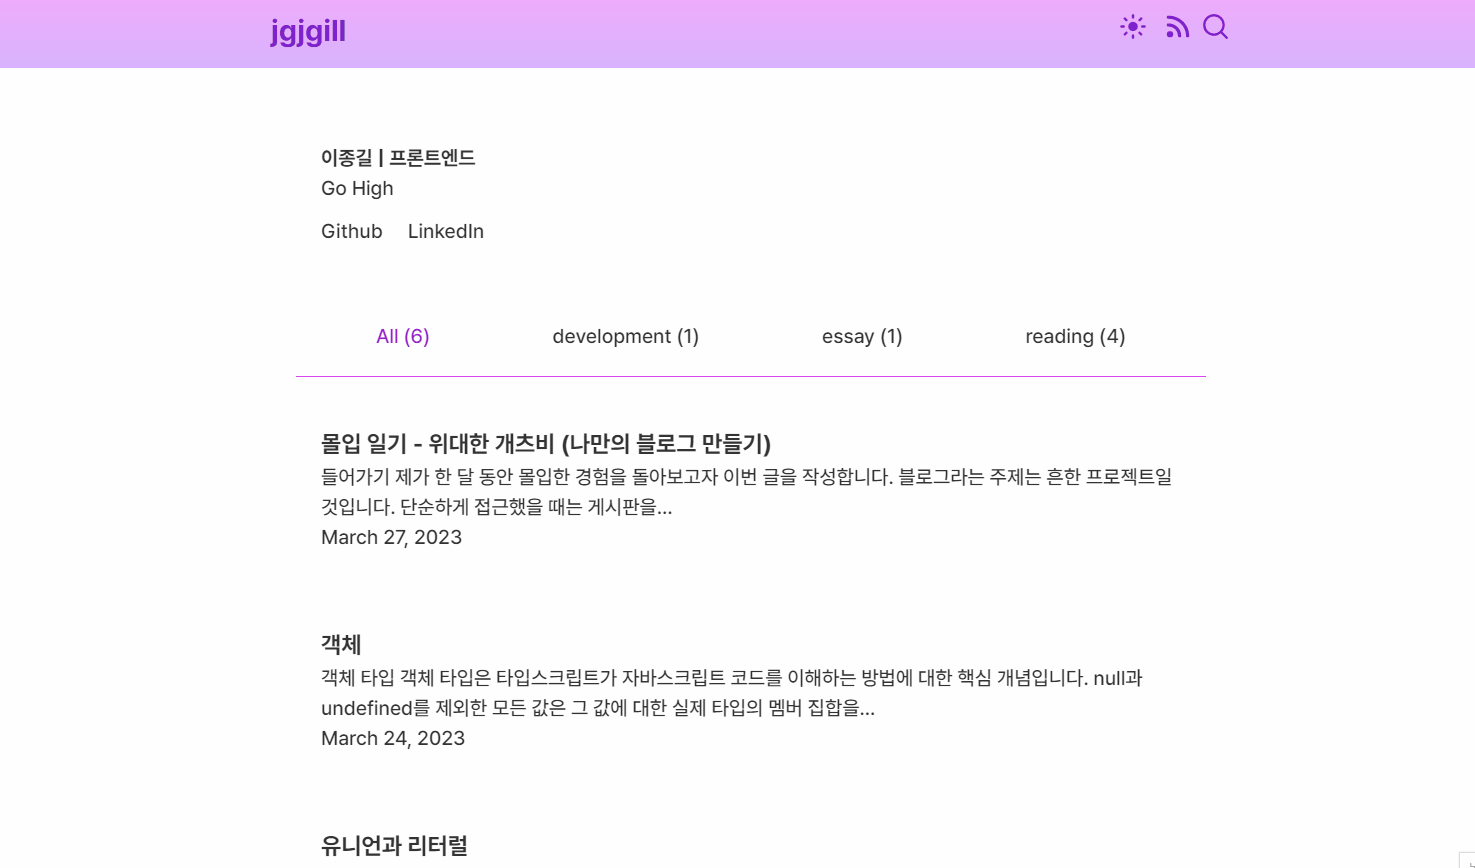 jgjgill
이종길 | 프론트엔드
Go High
Github LinkedIn
All (6) development (1) essay (1) reading (4)
몰입 일기 - 위대한 개츠비 (나만의 블로그 만들기)
들어가기 제가 한 달 동안 몰입한 경험을 돌아보고자 이번 글을 작성합니다. 블로그라는 주제는 흔한 프로젝트일
것입니다. 단순하게 접근했을 때는 게시판을...
March 27, 2023
객체
객체 타입 객체 타입은 타입스크립트가 자바스크립트 코드를 이해하는 방법에 대한 핵심 개념입니다. null과
undefined를 제외한 모든 값은 그 값에 대한 실제 타입의 멤버 집합을...
March 24, 2023
유니언과 리터럴